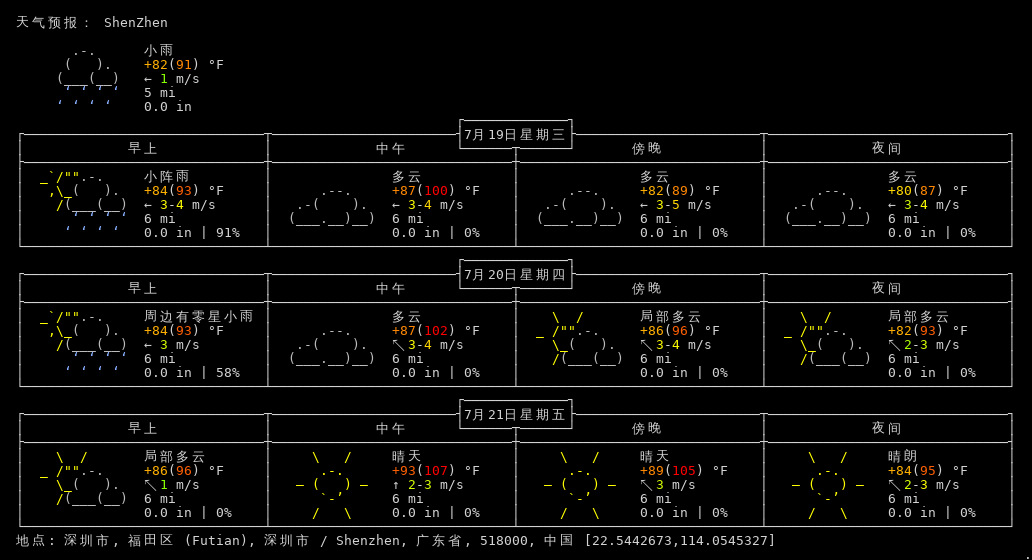 天气预报： ShenZhen
小雨
+82(91) °F
← 1 m/s
5 mi
0.0 in
7月19日星期三
早上 中午 傍晚 夜间
小阵雨 多云 多云 多云
+84(93) °F +87(100) °F +82(89) °F +80(87) °F
← 3-4 m/s ← 3-4 m/s ← 3-5 m/s ← 3-4 m/s
6 mi 6 mi 6 mi 6 mi
0.0 in | 91% 0.0 in | 0% 0.0 in | 0% 0.0 in | 0%
7月20日星期四
早上 中午 傍晚 夜间
周边有零星小雨 多云 局部多云 局部多云
+84(93) °F +87(102) °F +86(96) °F +82(93) °F
← 3 m/s ↖ 3-4 m/s ↖ 3-4 m/s ↖ 2-3 m/s
6 mi 6 mi 6 mi 6 mi
0.0 in | 58% 0.0 in | 0% 0.0 in | 0% 0.0 in | 0%
7月21日星期五
早上 中午 傍晚 夜间
局部多云 晴天 晴天 晴朗
+86(96) °F +93(107) °F +89(105) °F +84(95) °F
↖ 1 m/s ↑ 2-3 m/s ↖ 3 m/s ↖ 2-3 m/s
6 mi 6 mi 6 mi 6 mi
0.0 in | 0% 0.0 in | 0% 0.0 in | 0% 0.0 in | 0%
地点: 深圳市, 福田区 (Futian), 深圳市 / Shenzhen, 广东省, 518000, 中国 [22.5442673,114.0545327]